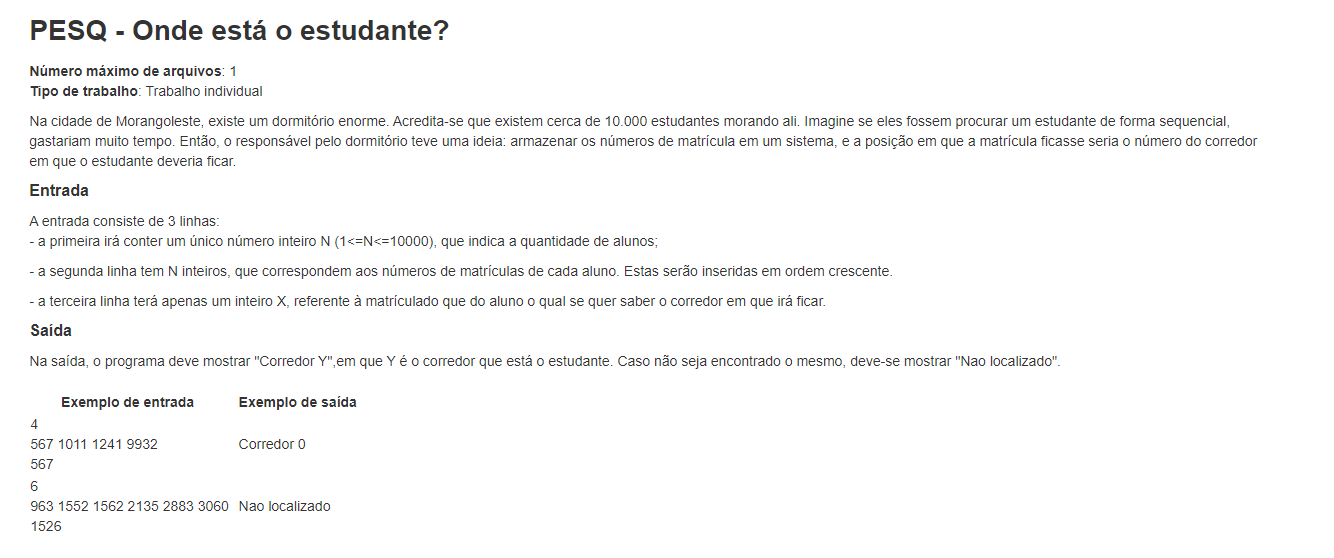 PESQ - Onde está o estudante?
Número máximo de arquivos: 1
Tipo de trabalho: Trabalho individual
Na cidade de Morangoleste, existe um dormitório enorme. Acredita-se que existem cerca de 10.000 estudantes morando ali. Imagine se eles fossem procurar um estudante de forma sequencial,
gastariam muito tempo. Então, o responsável pelo dormitório teve uma ideia: armazenar os números de matrícula em um sistema, e a posição em que a matrícula ficasse seria o número do corredor
em que o estudante deveria ficar.
Entrada
A entrada consiste de 3 linhas:
- a primeira irá conter um único número inteiro N (1<=N<=10000), que indica a quantidade de alunos;
- a segunda linha tem N inteiros, que correspondem aos números de matrículas de cada aluno. Estas serão inseridas em ordem crescente.
- a terceira linha terá apenas um inteiro X, referente à matrículado que do aluno o qual se quer saber o corredor em que irá ficar.
Saída
Na saída, o programa deve mostrar "Corredor Y",em que Y é o corredor que está o estudante. Caso não seja encontrado o mesmo, deve-se mostrar "Nao localizado".
Exemplo de entrada Exemplo de saída
4
567 1011 1241 9932 Corredor 0
567
6
963 1552 1562 2135 2883 3060 Nao localizado
1526